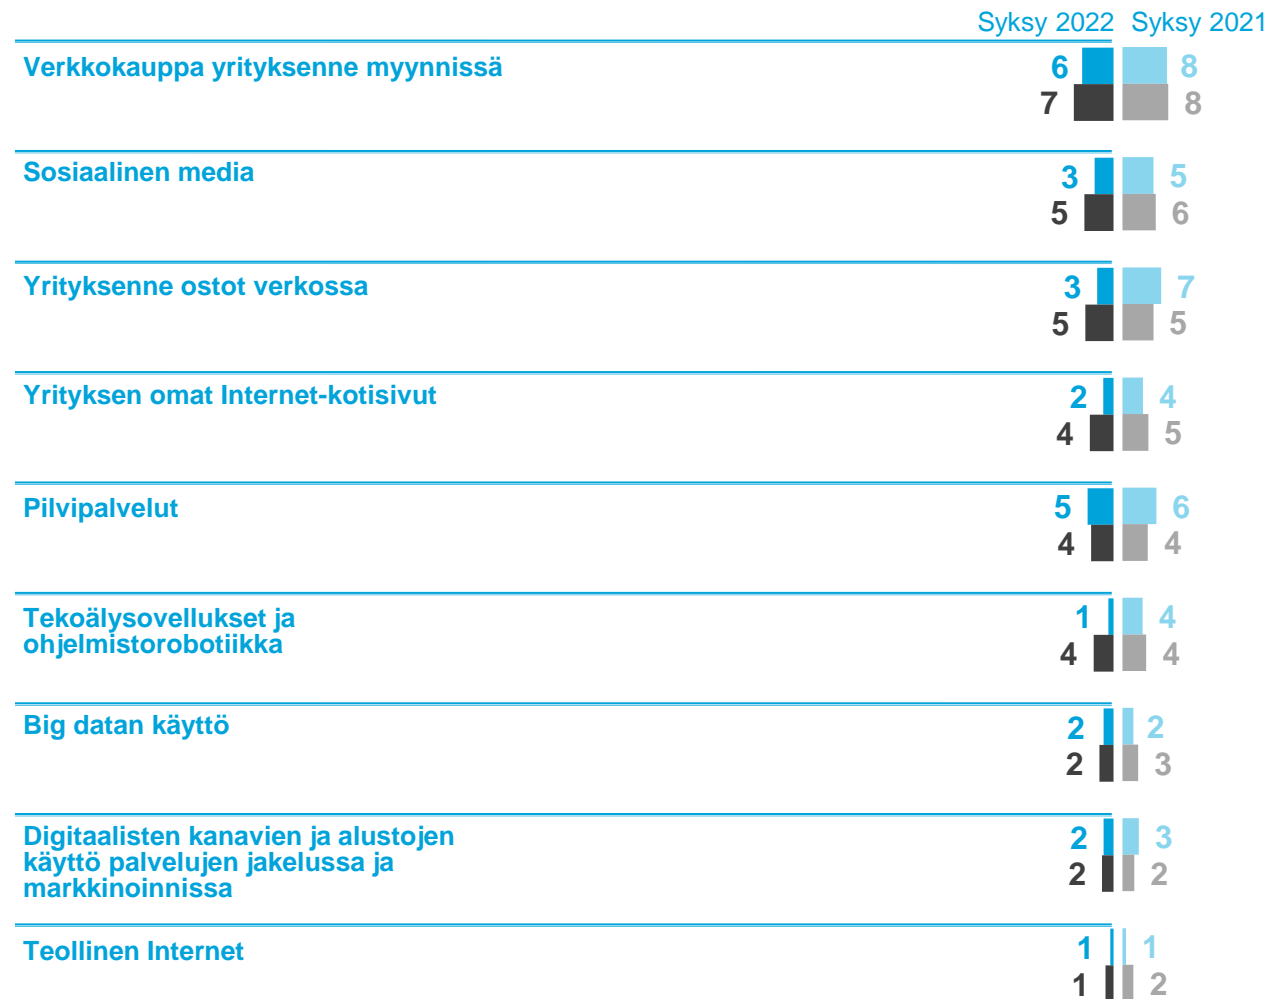 Syksy 2022 Syksy 2021
Verkkokauppa yrityksenne myynnissä
6 8
7 8
Sosiaalinen media
3 5
5 6
Yrityksenne ostot verkossa
3 7
5 5
Yrityksen omat Internet-kotisivut
2 4
4 5
Pilvipalvelut
5 6
4 4
Tekoälysovellukset ja
ohjelmistorobotiikka
1 4
4 4
Big datan käyttö
2 2
2 3
Digitaalisten kanavien ja alustojen
käyttö palvelujen jakelussa ja
markkinoinnissa
2 3
2 2
Teollinen Internet
1 1
1 2